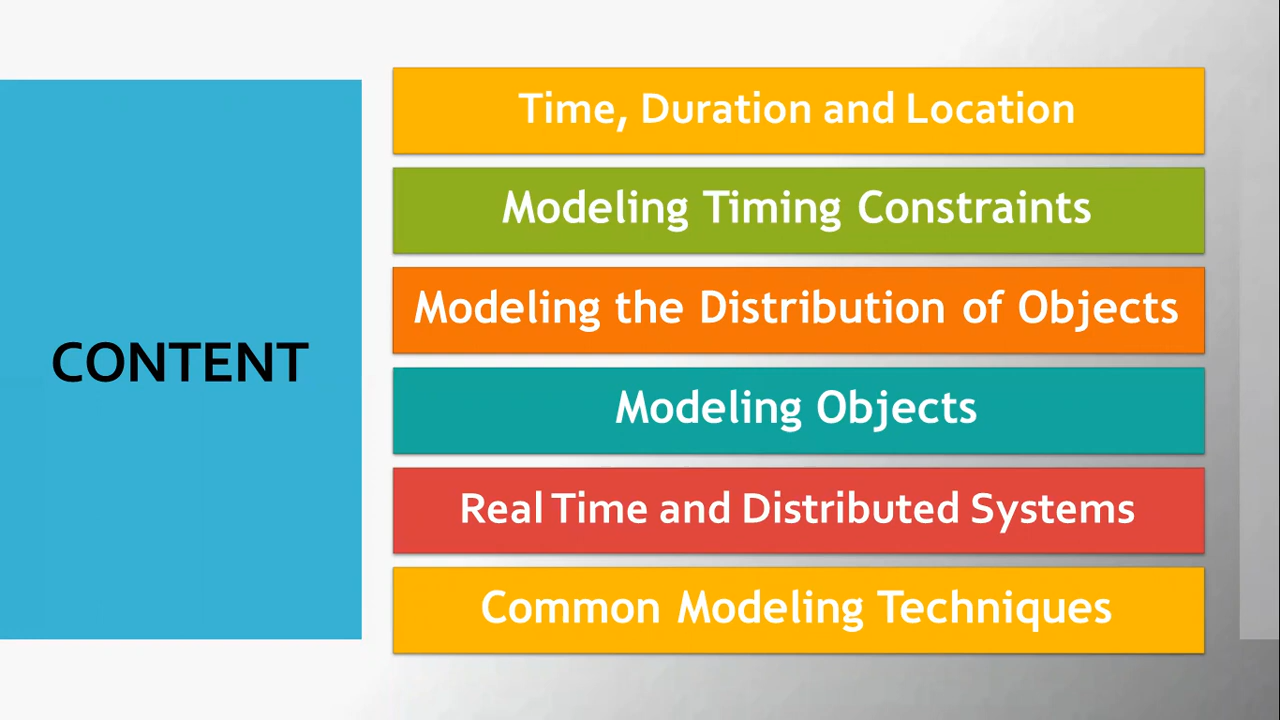 CONTENT
Time, Duration and Location
Modeling Timing Constraints
Modeling the Distribution of Objects
Modeling Objects
Real Time and Distributed Systems
Common Modeling Techniques